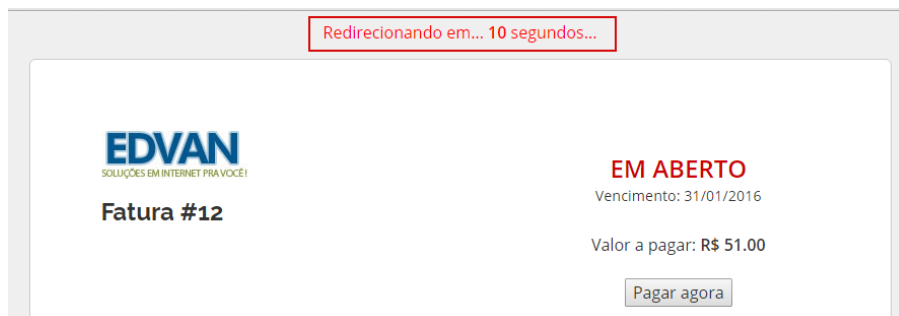 Redirecionando em... 10 segundos...
EDVAN
SOLUÇÕES EM INTERNET PRA VOCÊ!
Fatura #12
EM ABERTO
Vencimento: 31/01/2016
Valor a pagar: R$ 51.00
Pagar agora